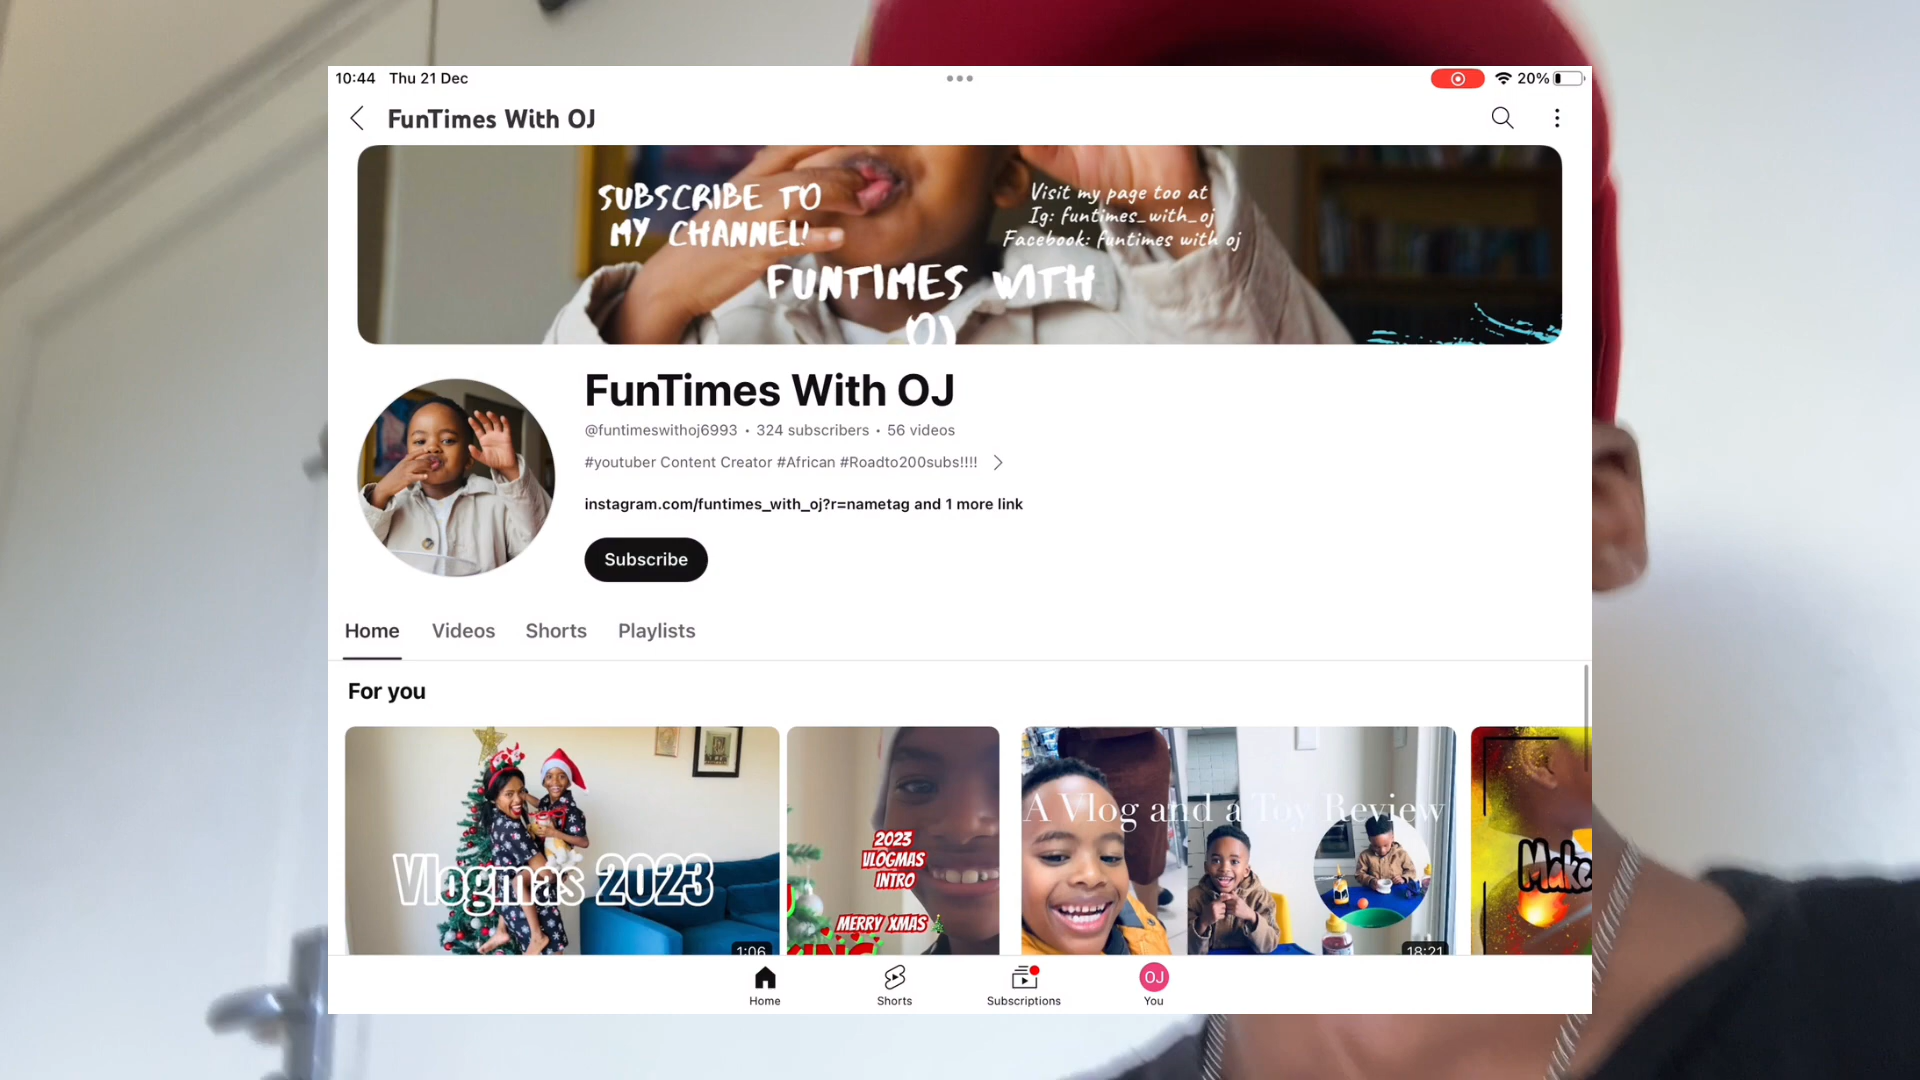 10:44 Thu 21 Dec
20%
FunTimes With OJ
SUBSCRIBE TO
MY CHANNEL!
Visit my page too at
Ig: funtimes_with_oj
Facebook: funtimes with oj
FUNTIMES WITH
OJ
FunTimes With OJ
@funtimeswithoj6993 • 324 subscribers • 56 videos
#youtuber Content Creator #African #Roadto200subs!!!!
instagram.com/funtimes_with_oj?r=nametag and 1 more link
Subscribe
Home Videos Shorts Playlists
For you
Vlogmas 2023
1:06
2023
VLOGMAS
INTRO
MERRY XMAS
A Vlog and a Toy Review
18:21
Make
Home
Shorts
Subscriptions
OJ
You